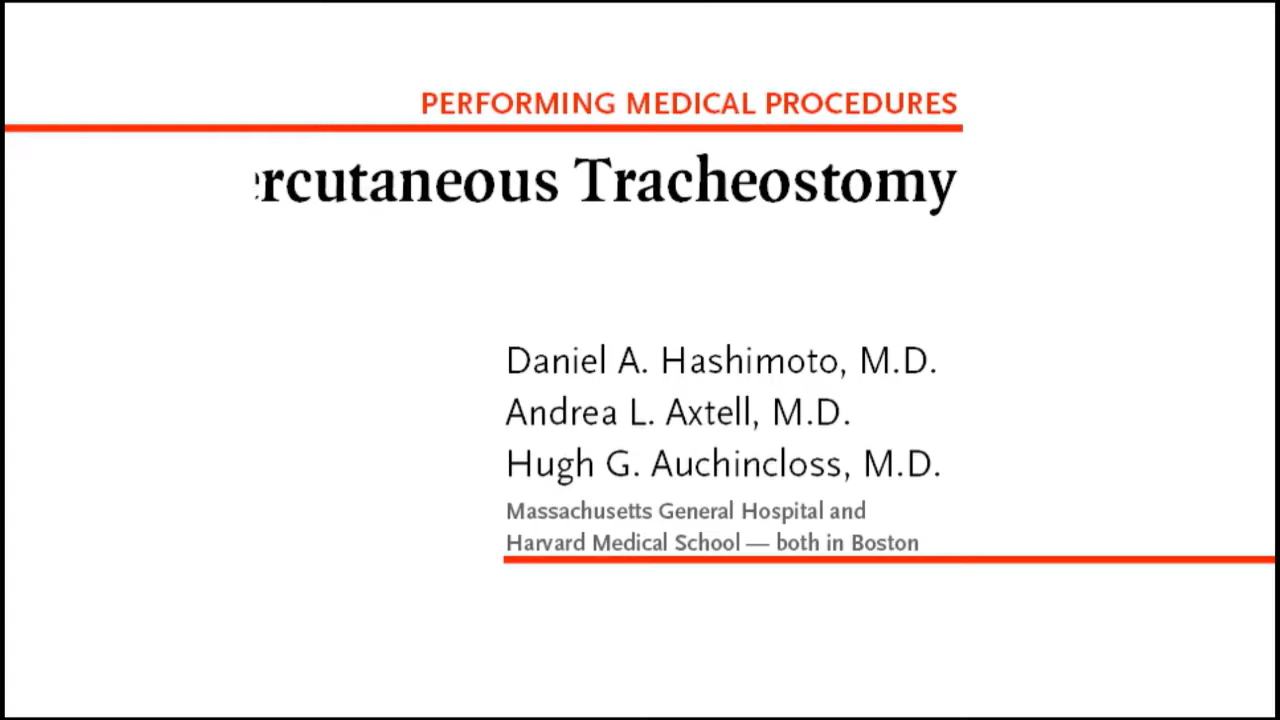 PERFORMING MEDICAL PROCEDURES
rcutaneous Tracheostomy
Daniel A. Hashimoto, M.D.
Andrea L. Axtell, M.D.
Hugh G. Auchincloss, M.D.
Massachusetts General Hospital and
Harvard Medical School — both in Boston